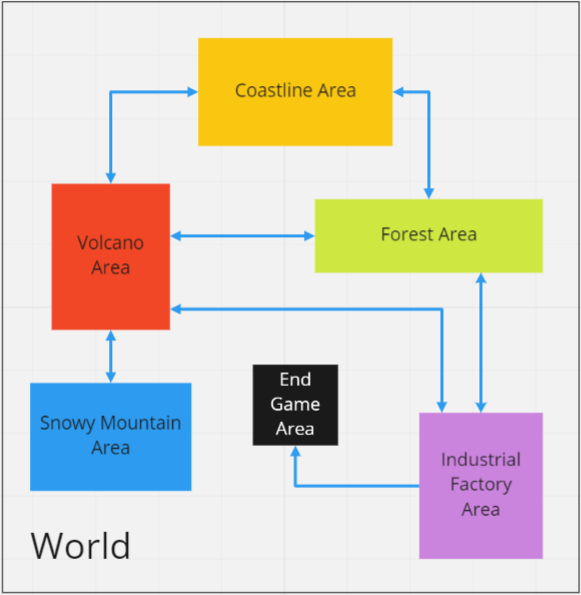 Coastline Area
Forest Area
Volcano
Area
End
Game
Area
Snowy Mountain
Area
Industrial
Factory
Area
World